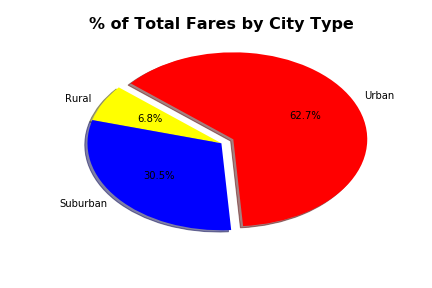 % of Total Fares by City Type
Urban
Rural
6.8%
62.7%
30.5%
Suburban